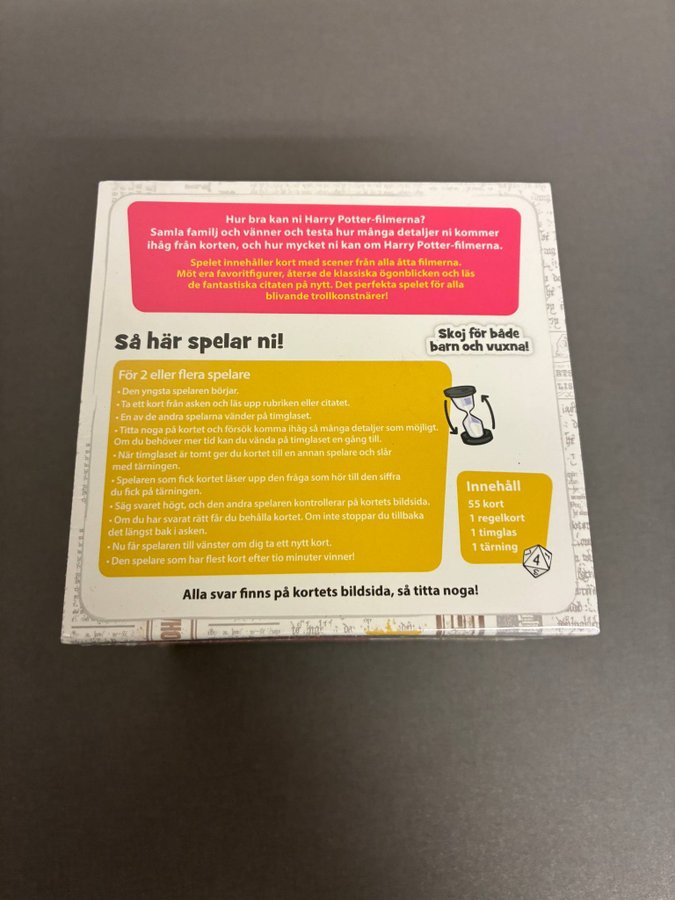 Hur bra kan ni Harry Potter-filmerna?
Samla familj och vänner och testa hur många detaljer ni kommer
ihåg från korten, och hur mycket ni kan om Harry Potter-filmerna.
Spelet innehåller kort med scener från alla åtta filmerna.
Möt era favoritfigurer, återse de klassiska ögonblicken och läs
de fantastiska citaten på nytt. Det perfekta spelet för alla
blivande trollkonstnärer!
Så här spelar ni!
Skoj för både
barn och vuxna!
För 2 eller flera spelare
• Den yngsta spelaren börjar.
• Ta ett kort från asken och läs upp rubriken eller citatet.
• En av de andra spelarna vänder på timglaset.
• Titta noga på kortet och försök komma ihåg så många detaljer som möjligt.
Om du behöver mer tid kan du vända på timglaset en gång till.
• När timglaset är tomt ger du kortet till en annan spelare och slår
med tärningen.
• Spelaren som fick kortet läser upp den fråga som hör till den siffra
du fick på tärningen.
• Säg svaret högt, och den andra spelaren kontrollerar på kortets bildsida.
• Om du har svarat rätt får du behålla kortet. Om inte stoppar du tillbaka
det längst bak i asken.
• Nu får spelaren till vänster om dig ta ett nytt kort.
• Den spelare som har flest kort efter tio minuter vinner!
Innehåll
55 kort
1 regelkort
1 timglas
1 tärning
4
Alla svar finns på kortets bildsida, så titta noga!